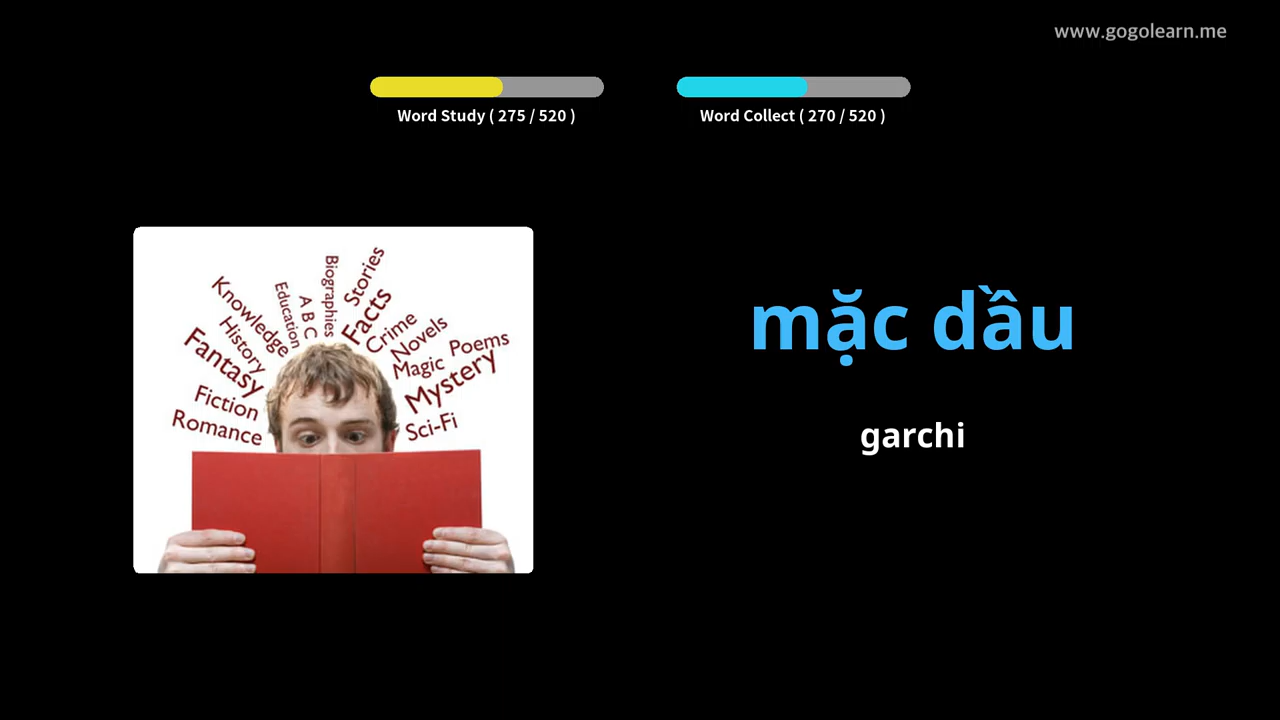 www.gogolearn.me
Word Study ( 275 / 520 )
Word Collect ( 270 / 520 )
Biographies
Stories
Education
A B C
Facts
Knowledge
Crime
History
Novels
Fantasy
Magic
Poems
Mystery
Fiction
Romance
Sci-Fi
mặc dầu
garchi